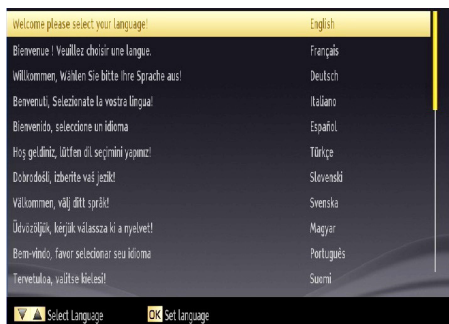 Welcome please select your language! English
Bienvenue ! Veuillez choisir une langue. Français
Willkommen, Wählen Sie bitte Ihre Sprache aus! Deutsch
Benvenuti, Selezionate la vostra lingua! Italiano
Bienvenido, seleccione un idioma Español
Hoş geldiniz, lütfen dil seçimini yapınız! Türkçe
Dobrodošli, izberite vaš jezik! Slovenski
Välkommen, välj ditt språk! Svenska
Üdvözöljük, kérjük válassza ki a nyelvet! Magyar
Bem-vindo, favor selecionar seu idioma Português
Tervetuloa, valitse kielesi! Suomi
Select Language OK Set language